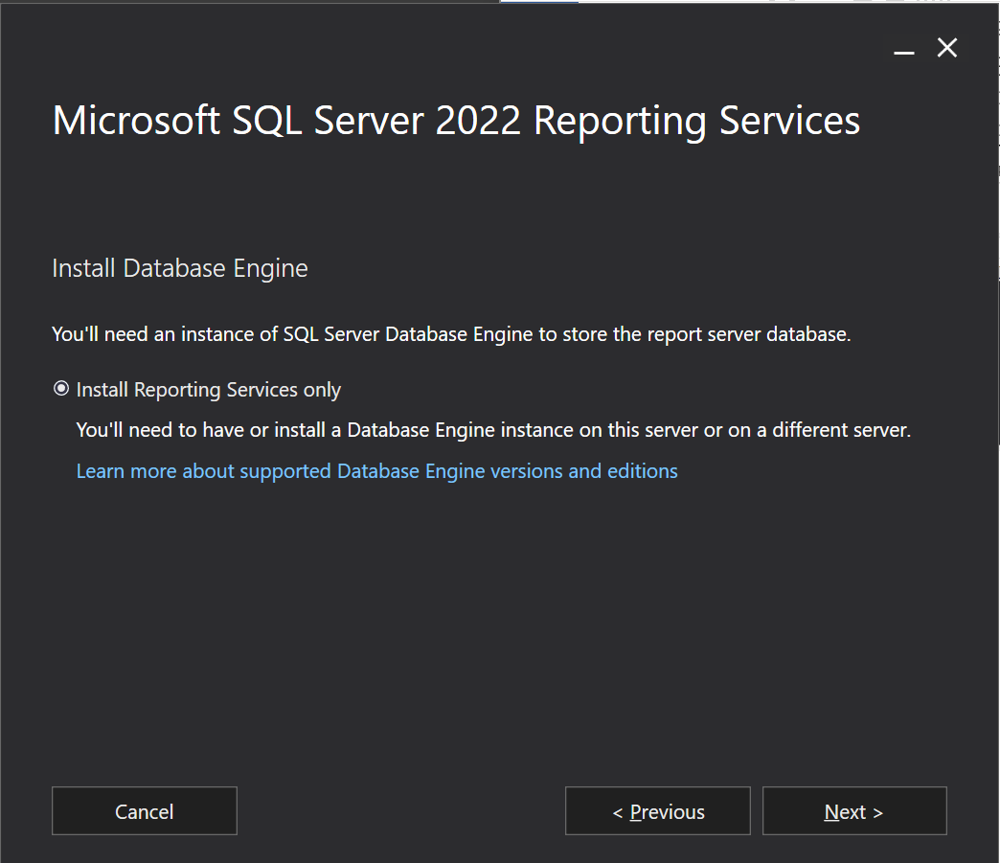 Microsoft SQL Server 2022 Reporting Services
Install Database Engine
You'll need an instance of SQL Server Database Engine to store the report server database.
Install Reporting Services only
You'll need to have or install a Database Engine instance on this server or on a different server.
Learn more about supported Database Engine versions and editions
Cancel
< Previous
Next >